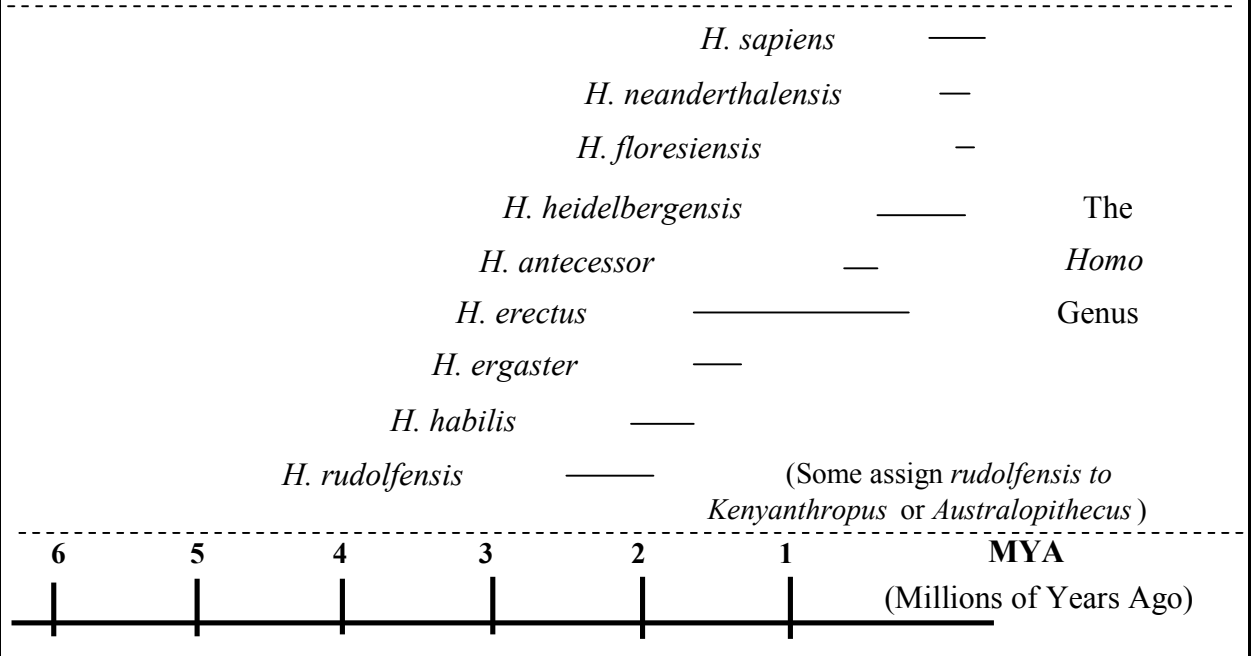 H. sapiens
H. neanderthalensis
H. floresiensis
H. heidelbergensis The
H. antecessor Homo
H. erectus Genus
H. ergaster
H. habilis
H. rudolfensis (Some assign rudolfensis to
Kenyanthropus or Australopithecus)
6 5 4 3 2 1 MYA
(Millions of Years Ago)